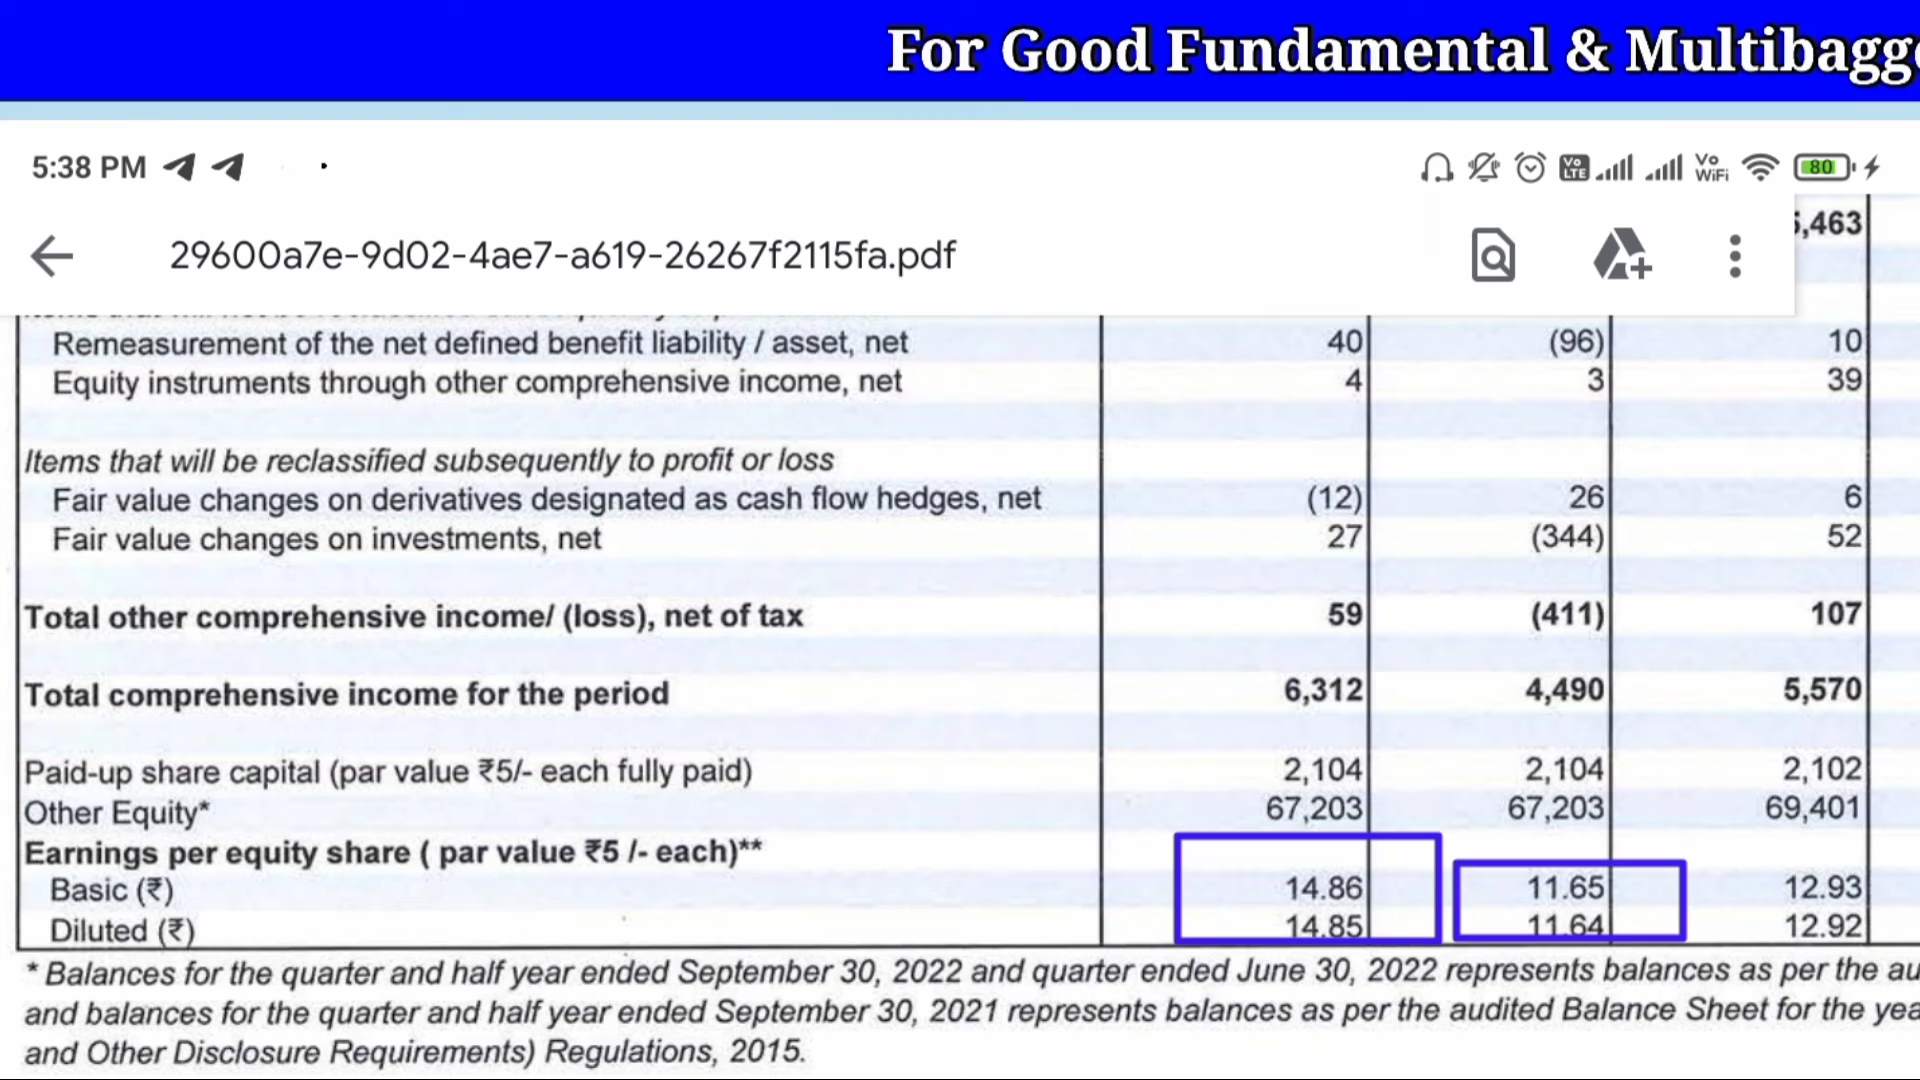 For Good Fundamental & Multibagg
5:38 PM Vo LTE Vo WiFi 80
,463
29600a7e-9d02-4ae7-a619-26267f2115fa.pdf
Remeasurement of the net defined benefit liability / asset, net 40 (96) 10
Equity instruments through other comprehensive income, net 4 3 39
Items that will be reclassified subsequently to profit or loss
Fair value changes on derivatives designated as cash flow hedges, net (12) 26 6
Fair value changes on investments, net 27 (344) 52
Total other comprehensive income/ (loss), net of tax 59 (411) 107
Total comprehensive income for the period 6,312 4,490 5,570
Paid-up share capital (par value ₹5/- each fully paid) 2,104 2,104 2,102
Other Equity* 67,203 67,203 69,401
Earnings per equity share ( par value ₹5 /- each)**
Basic (₹) 14.86 11.65 12.93
Diluted (₹) 14.85 11.64 12.92
* Balances for the quarter and half year ended September 30, 2022 and quarter ended June 30, 2022 represents balances as per the au
and balances for the quarter and half year ended September 30, 2021 represents balances as per the audited Balance Sheet for the yea
and Other Disclosure Requirements) Regulations, 2015.